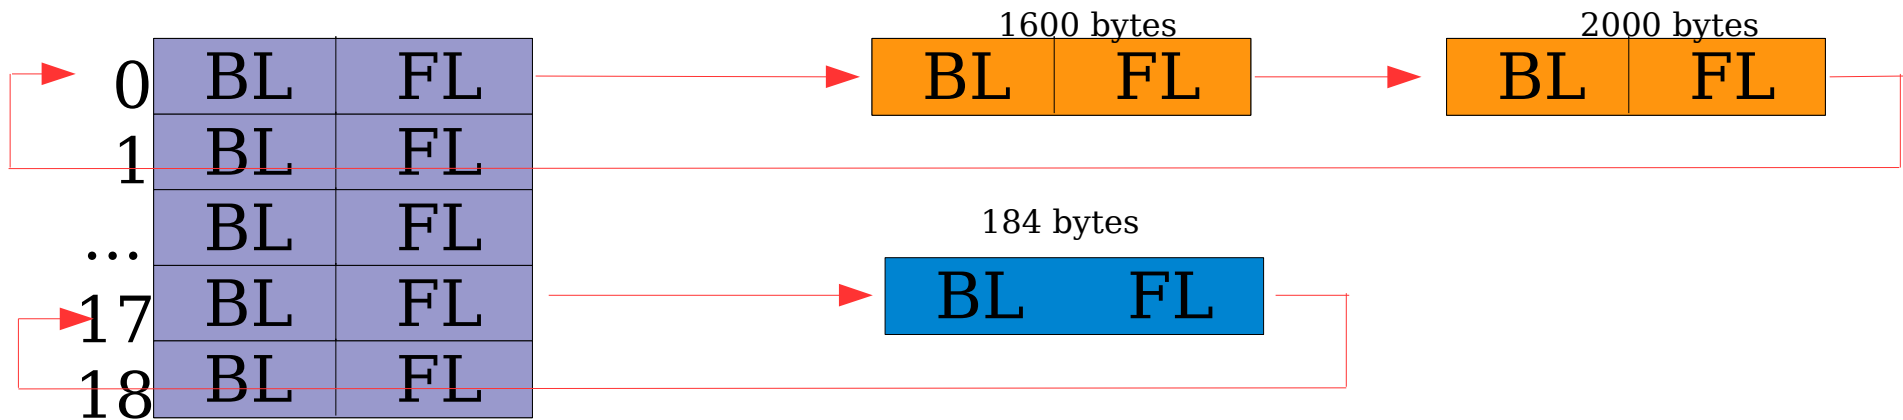 1600 bytes 2000 bytes
0 BL FL BL FL BL FL
1 BL FL
... BL FL
184 bytes
17 BL FL BL FL
18 BL FL